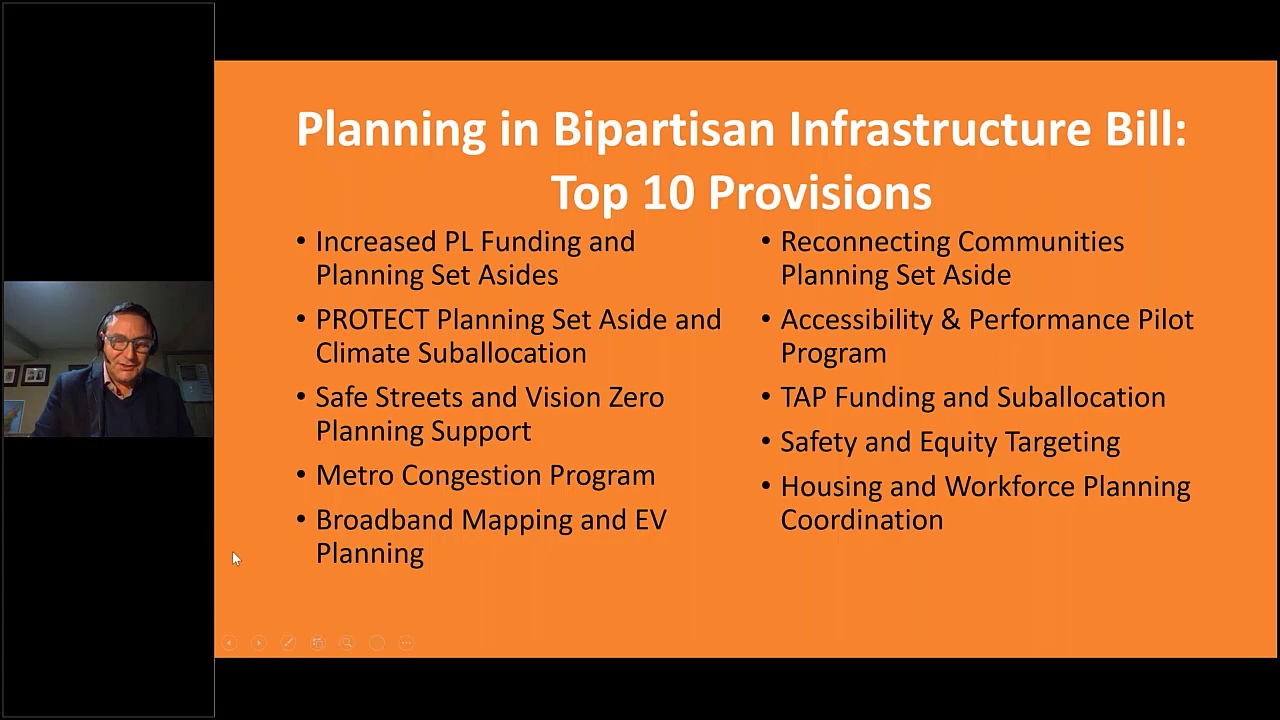 Planning in Bipartisan Infrastructure Bill:
Top 10 Provisions
• Increased PL Funding and
Planning Set Asides
• PROTECT Planning Set Aside and
Climate Suballocation
• Safe Streets and Vision Zero
Planning Support
• Metro Congestion Program
• Broadband Mapping and EV
Planning
• Reconnecting Communities
Planning Set Aside
• Accessibility & Performance Pilot
Program
• TAP Funding and Suballocation
• Safety and Equity Targeting
• Housing and Workforce Planning
Coordination